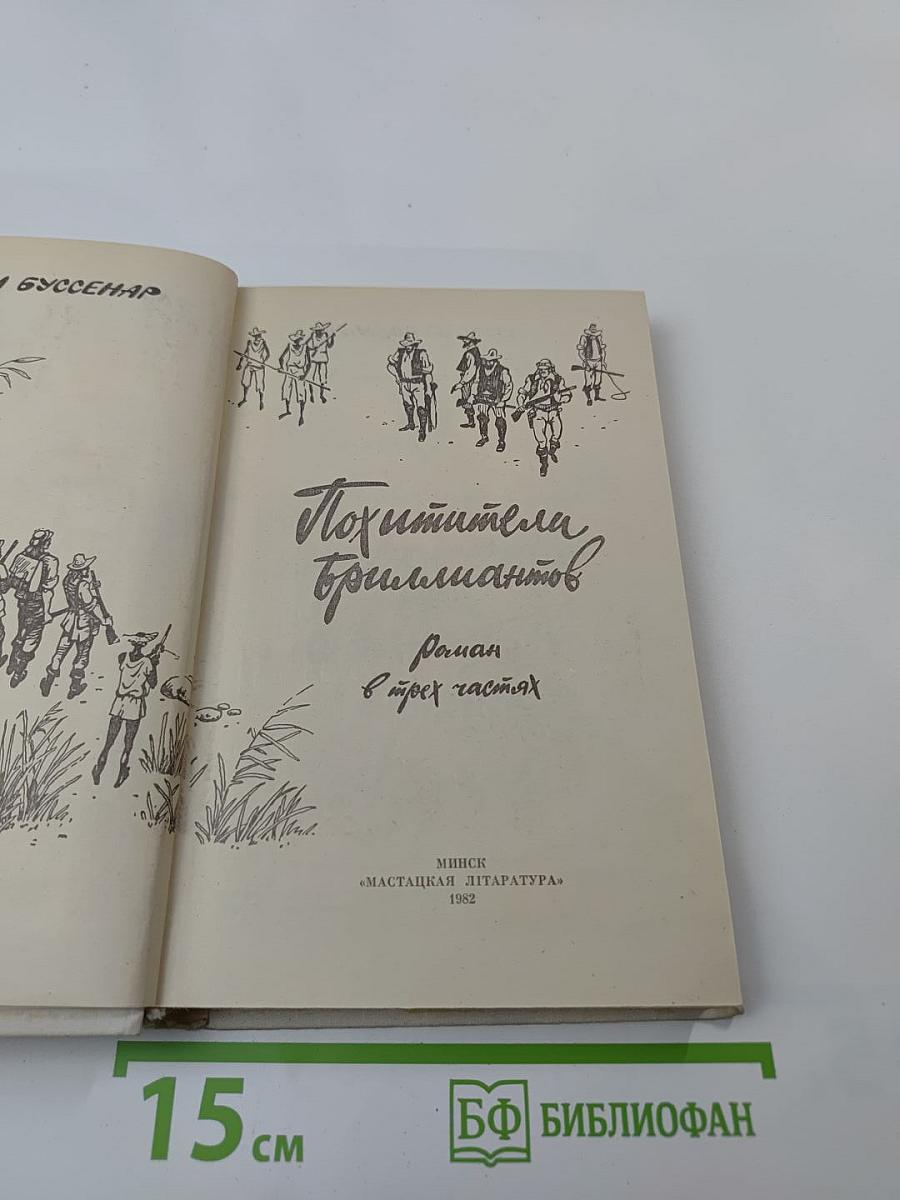 БУССЕНАР
Похитители
бриллиантов
роман
в трех частях
МИНСК
«МАСТАЦКАЯ ЛІТАРАТУРА»
1982
15 см
БФ БИБЛИОФАН